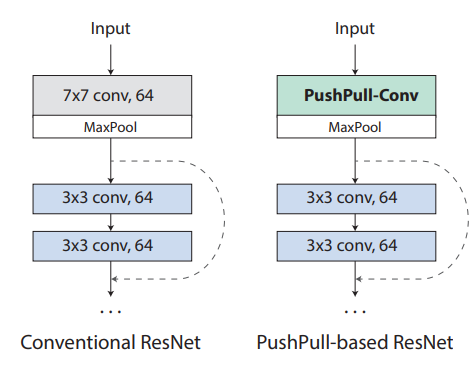 Input
7x7 conv, 64
MaxPool
3x3 conv, 64
3x3 conv, 64
...
Conventional ResNet
Input
PushPull-Conv
MaxPool
3x3 conv, 64
3x3 conv, 64
...
PushPull-based ResNet